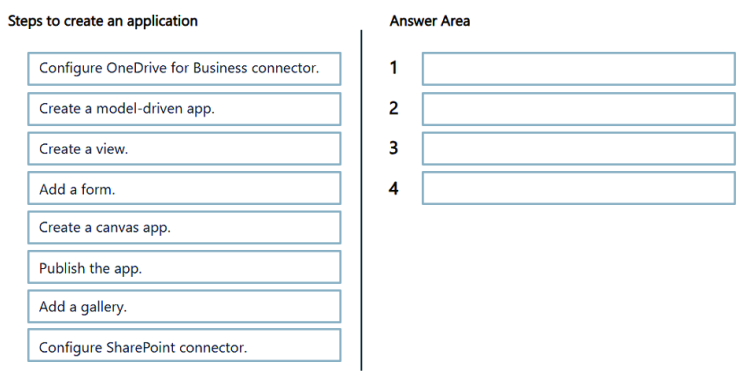 Steps to create an application
Answer Area
Configure OneDrive for Business connector.
1
Create a model-driven app.
2
Create a view.
3
Add a form.
4
Create a canvas app.
Publish the app.
Add a gallery.
Configure SharePoint connector.